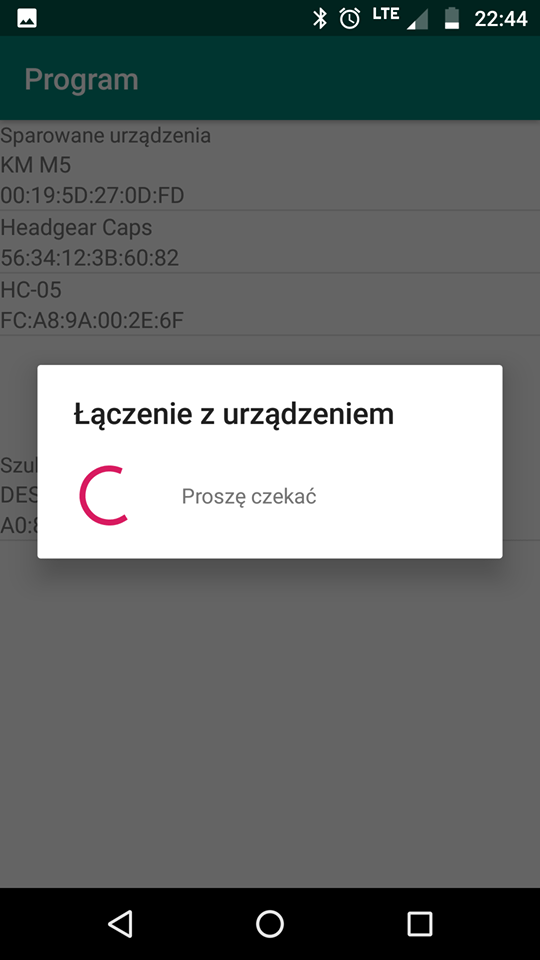 LTE 22:44
Program
Sparowane urządzenia
KM M5
00:19:5D:27:0D:FD
Headgear Caps
56:34:12:3B:60:82
HC-05
FC:A8:9A:00:2E:6F
Łączenie z urządzeniem
Proszę czekać